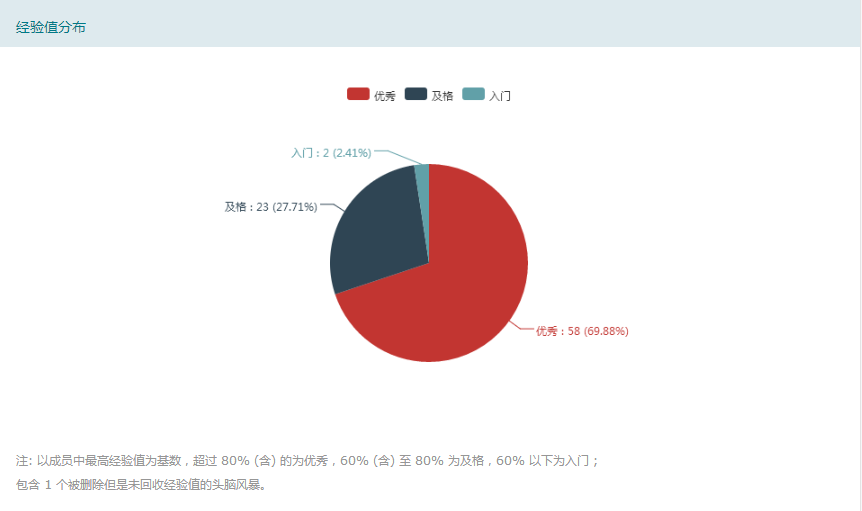 经验值分布
优秀 及格 入门
入门 : 2 (2.41%)
及格 : 23 (27.71%)
优秀 : 58 (69.88%)
注: 以成员中最高经验值为基数，超过 80% (含) 的为优秀，60% (含) 至 80% 为及格，60% 以下为入门；
包含 1 个被删除但是未回收经验值的头脑风暴。